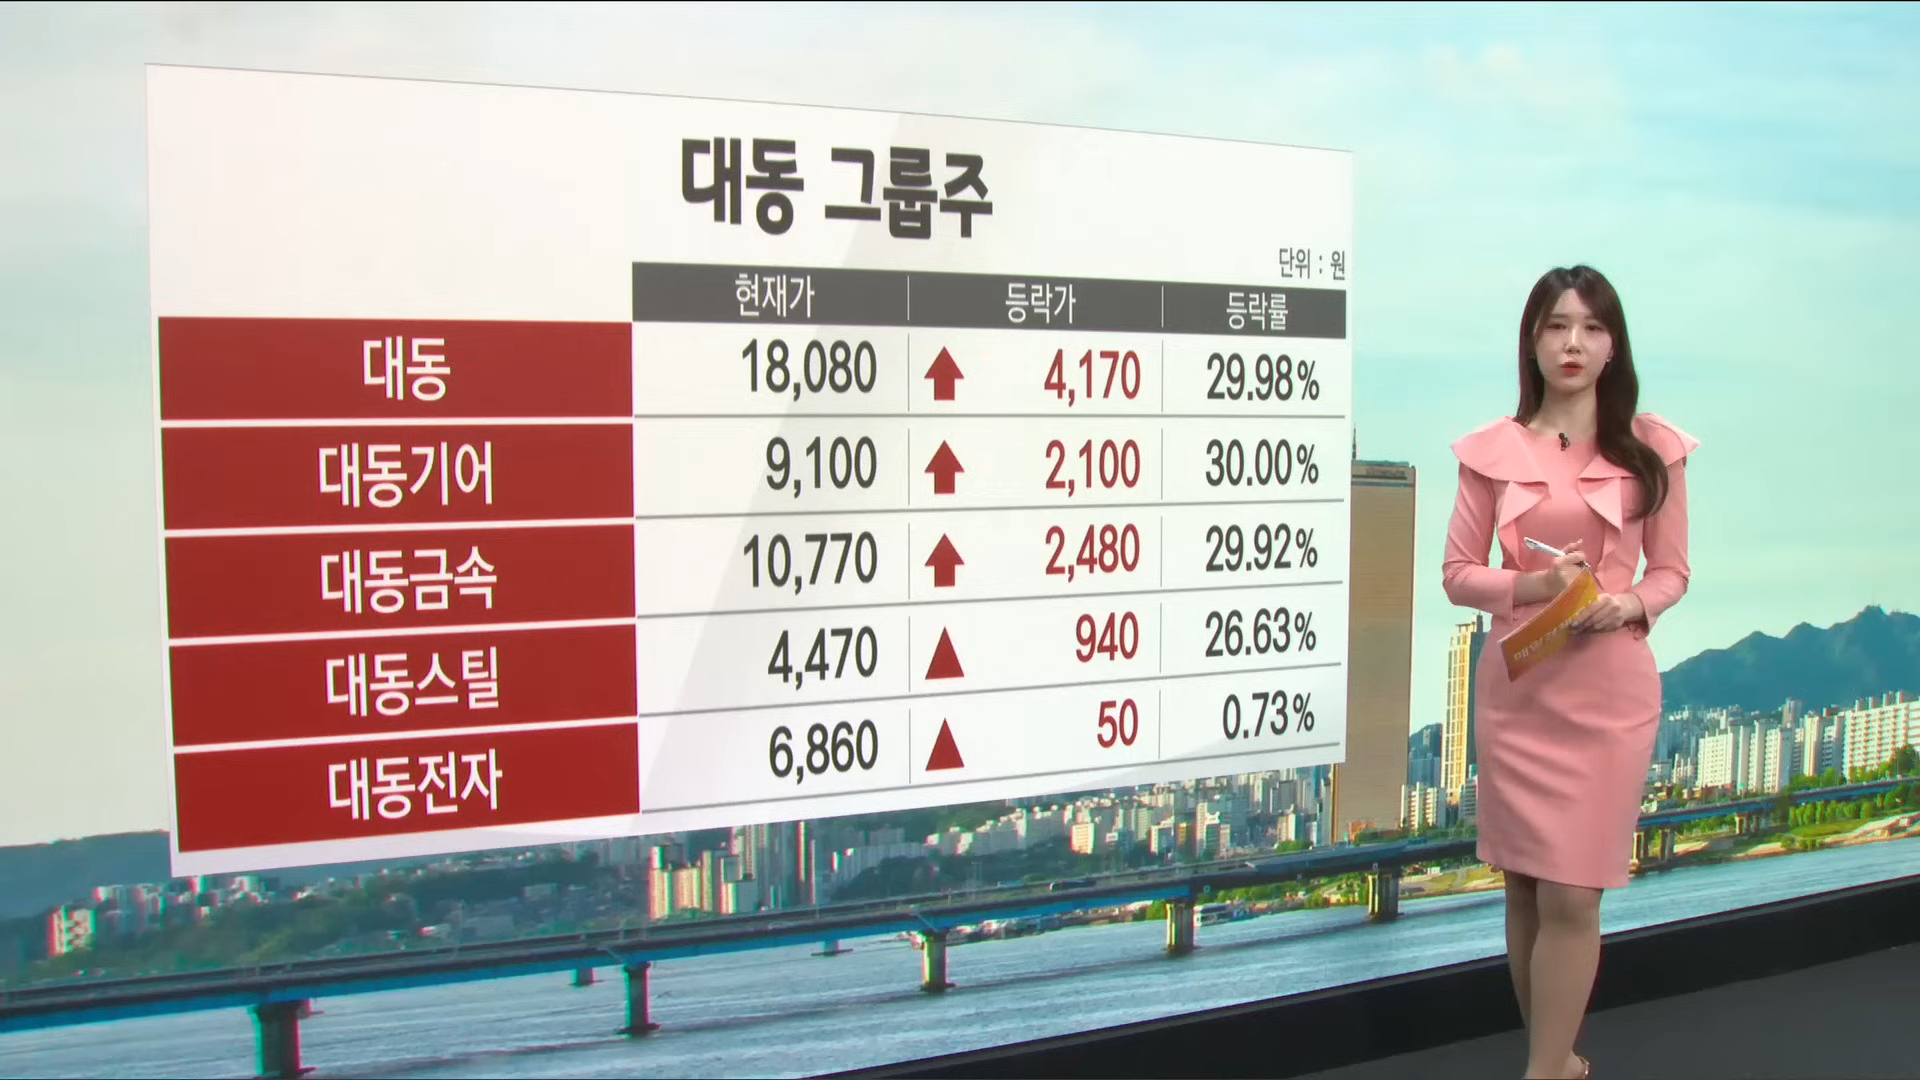 대동 그룹주
단위 : 원
현재가 등락가 등락률
대동 18,080 4,170 29.98%
대동기어 9,100 2,100 30.00%
대동금속 10,770 2,480 29.92%
대동스틸 4,470 940 26.63%
대동전자 6,860 50 0.73%